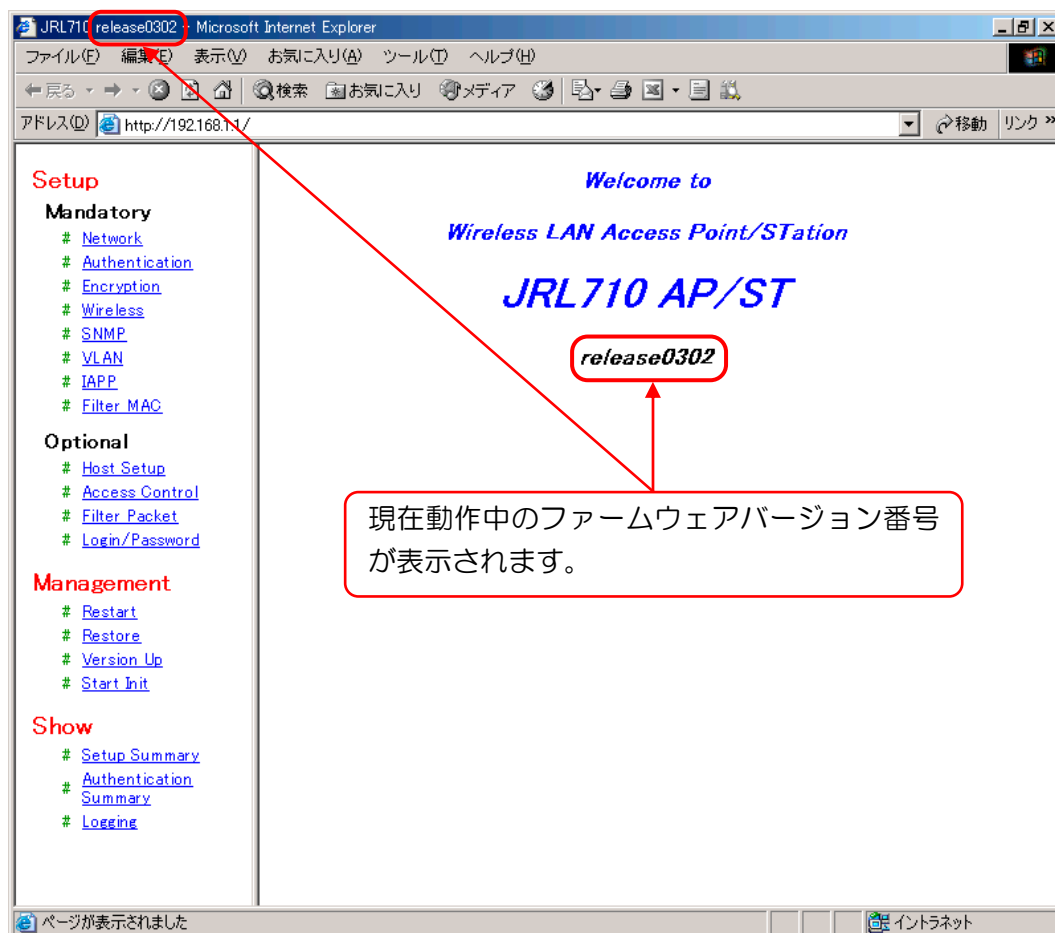 JRL710 release0302 - Microsoft Internet Explorer
ファイル(F) 編集(E) 表示(V) お気に入り(A) ツール(T) ヘルプ(H)
戻る 検索 お気に入り メディア
アドレス(D) http://192.168.1.1/ 移動 リンク »
Setup
Mandatory
# Network
# Authentication
# Encryption
# Wireless
# SNMP
# VLAN
# IAPP
# Filter MAC
Optional
# Host Setup
# Access Control
# Filter Packet
# Login/Password
Management
# Restart
# Restore
# Version Up
# Start Init
Show
# Setup Summary
# Authentication
Summary
# Logging
Welcome to
Wireless LAN Access Point/STation
JRL710 AP/ST
release0302
現在動作中のファームウェアバージョン番号
が表示されます。
ページが表示されました イントラネット